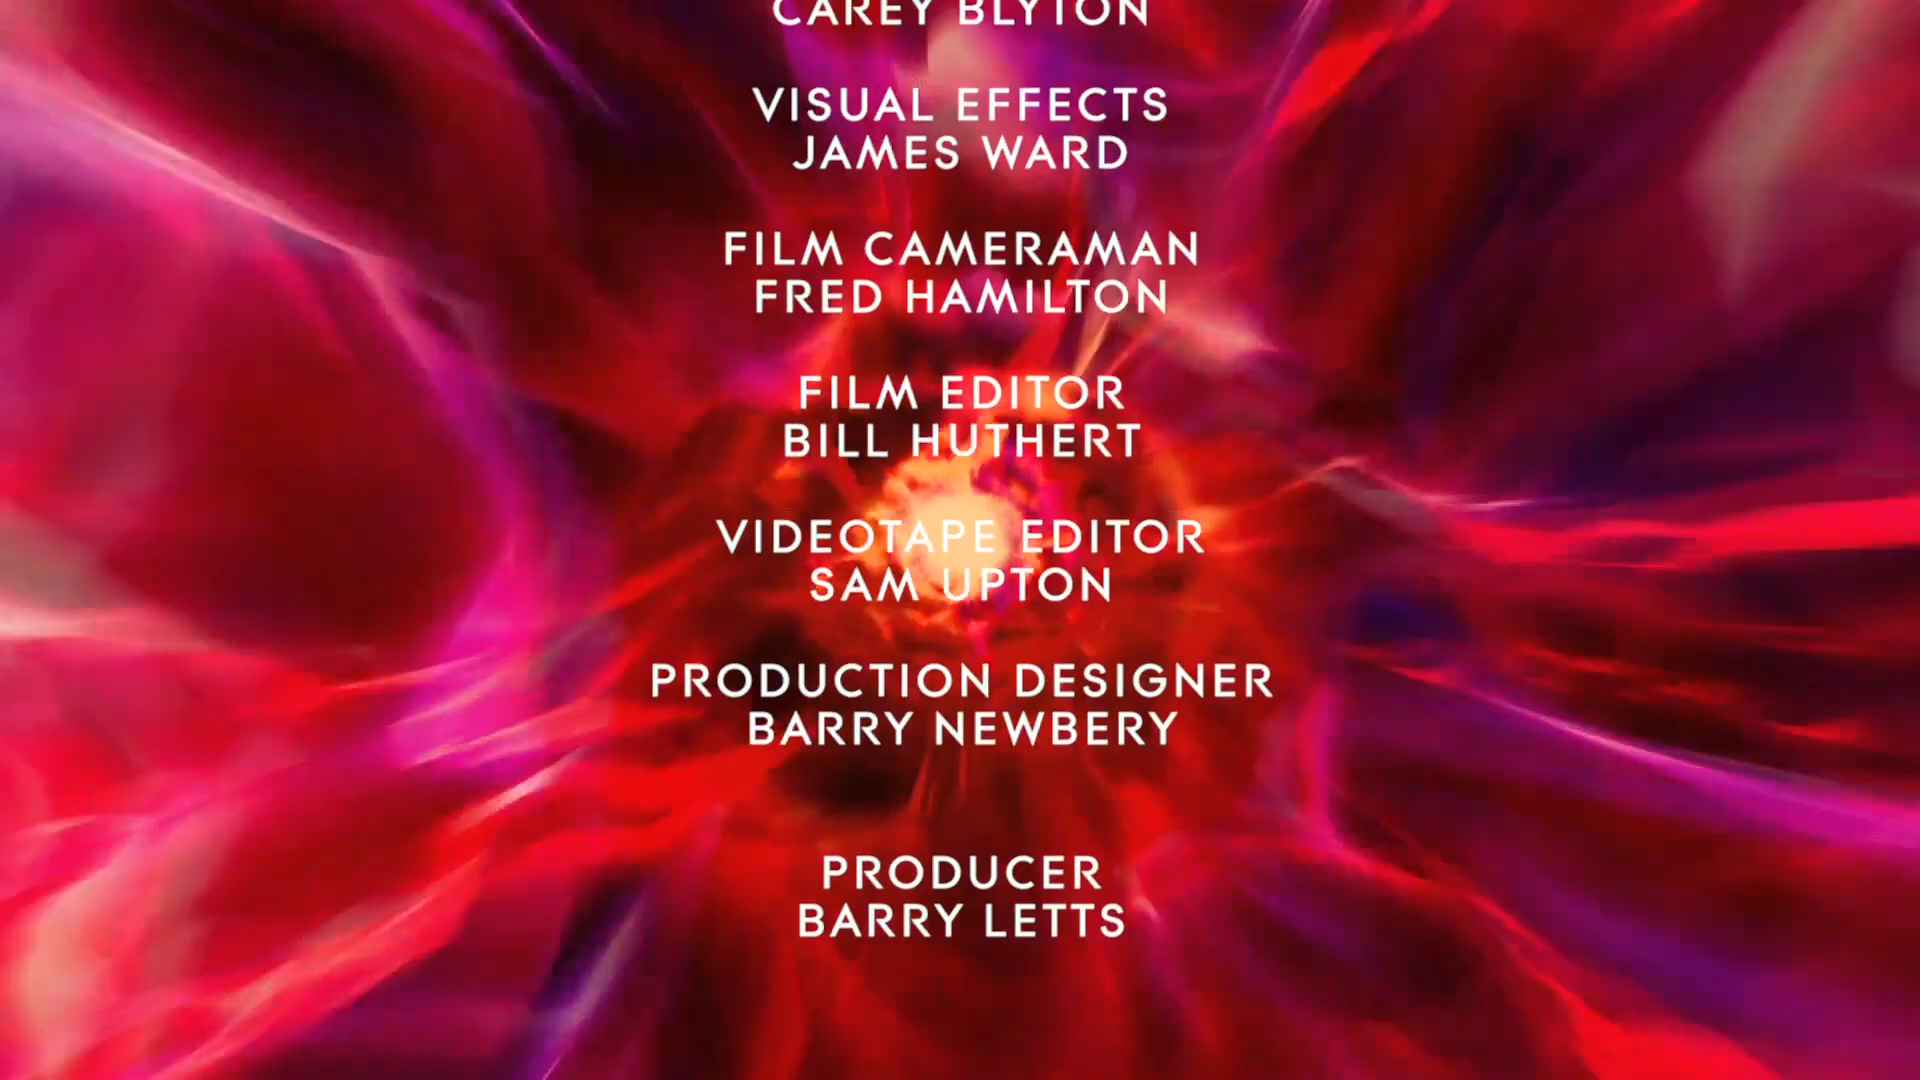 CAREY BLYTON
VISUAL EFFECTS
JAMES WARD
FILM CAMERAMAN
FRED HAMILTON
FILM EDITOR
BILL HUTHERT
VIDEOTAPE EDITOR
SAM UPTON
PRODUCTION DESIGNER
BARRY NEWBERY
PRODUCER
BARRY LETTS